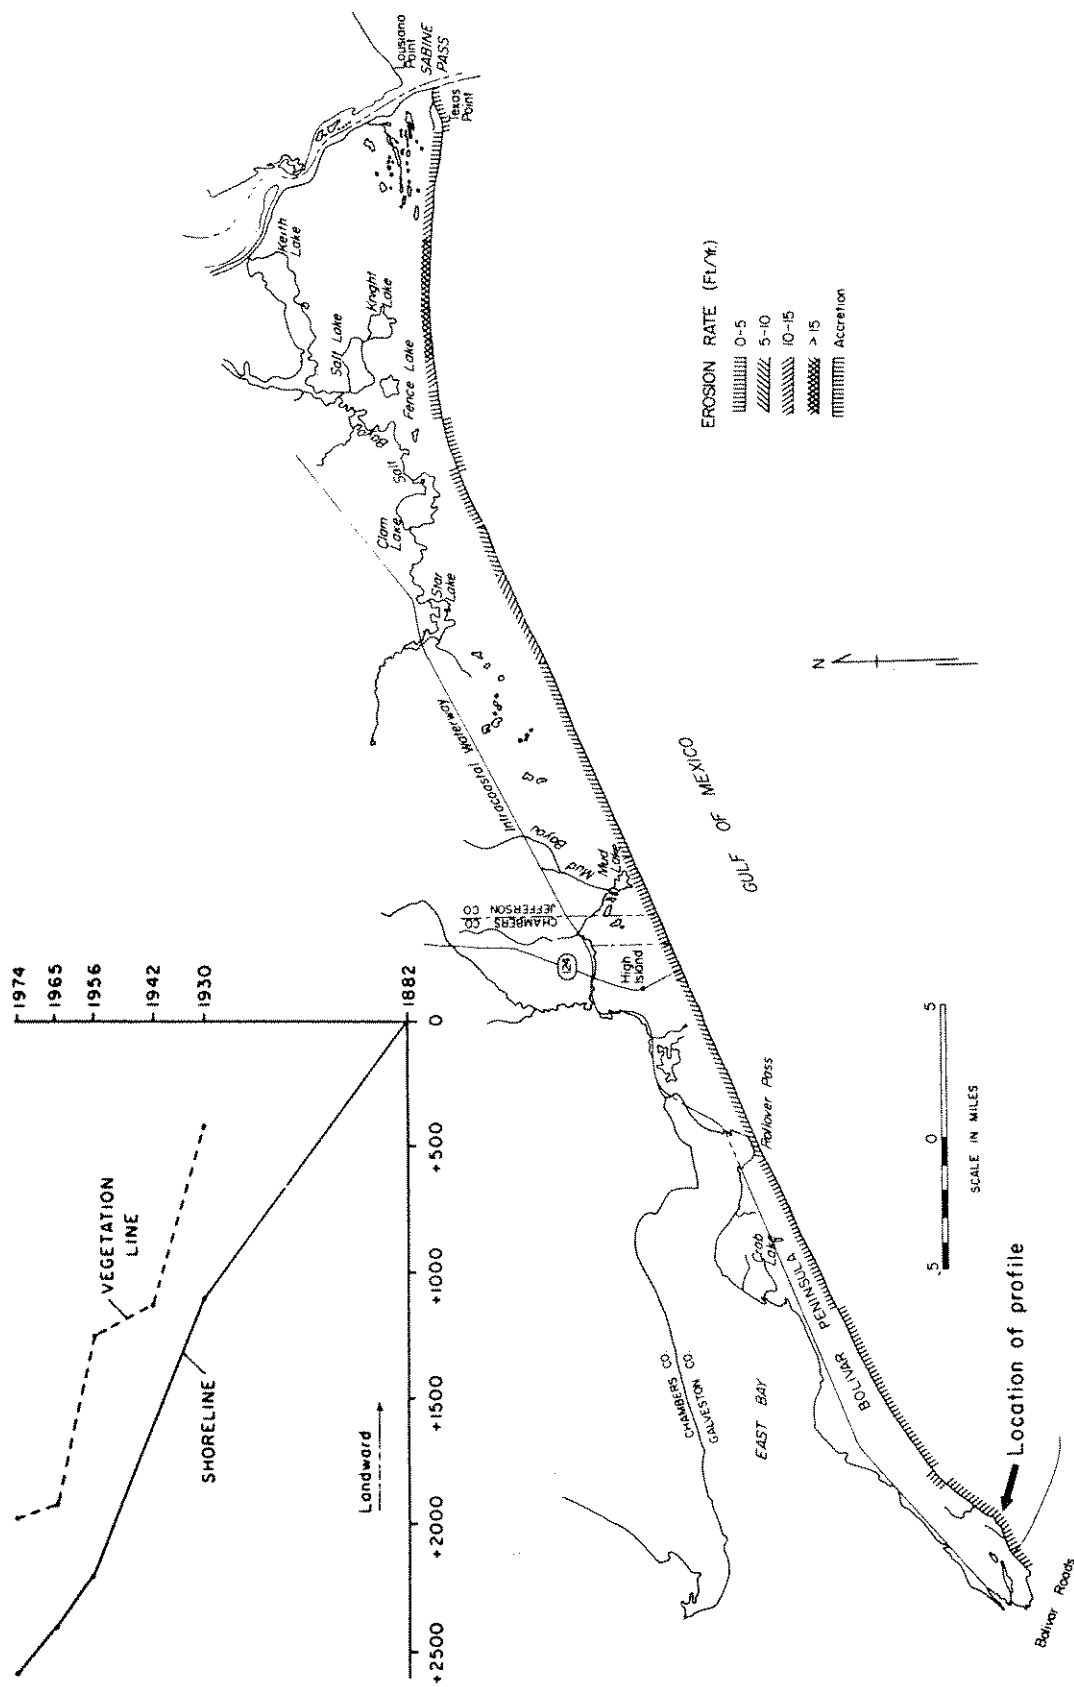 1974
1965
1956
1942
1930
1882
0
+500
+1000
+1500
+2000
+2500
VEGETATION
LINE
SHORELINE
Landward
Louisiana
Point
SABINE
PASS
Texas
Point
Keith
Lake
Knight
Lake
Salt Lake
Fence Lake
Salt
Bayou
Clam
Lake
Star
Lake
Intracoastal Waterway
Mud
Bayou
Mud
Lake
CHAMBERS CO
JEFFERSON CO
124
High
Island
Rollover Pass
Crab
Lake
BOLIVAR PENINSULA
CHAMBERS CO.
GALVESTON CO.
EAST BAY
Bolivar Roads
Location of profile
GULF OF MEXICO
N
EROSION RATE (Ft./Yr.)
0-5
5-10
10-15
> 15
Accretion
5 0 5
SCALE IN MILES